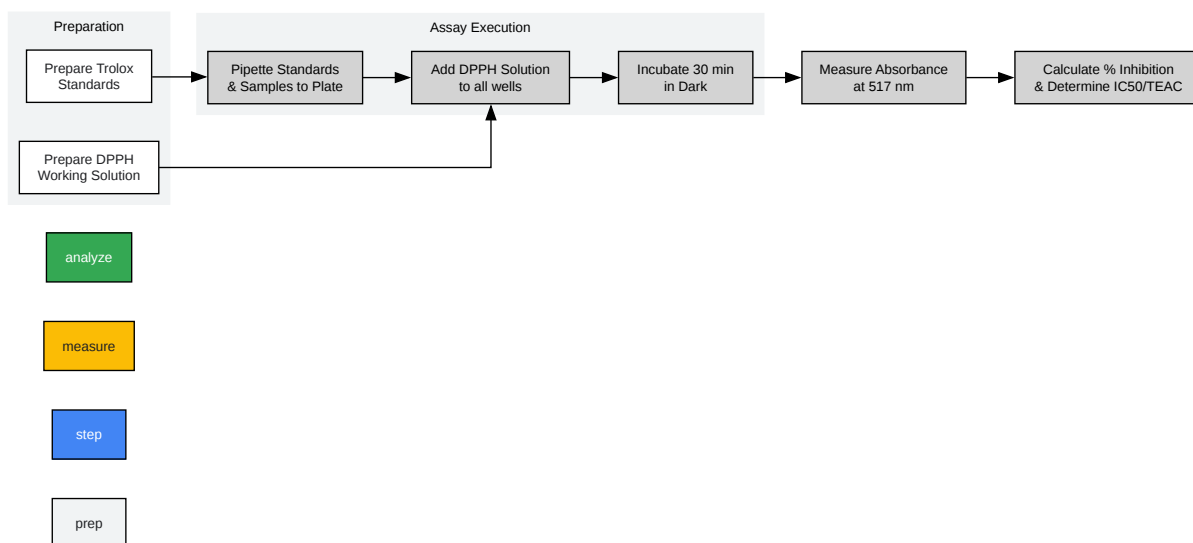 Preparation
Prepare Trolox
Standards
Prepare DPPH
Working Solution
Assay Execution
Pipette Standards
& Samples to Plate
Add DPPH Solution
to all wells
Incubate 30 min
in Dark
Measure Absorbance
at 517 nm
Calculate % Inhibition
& Determine IC50/TEAC
analyze
measure
step
prep